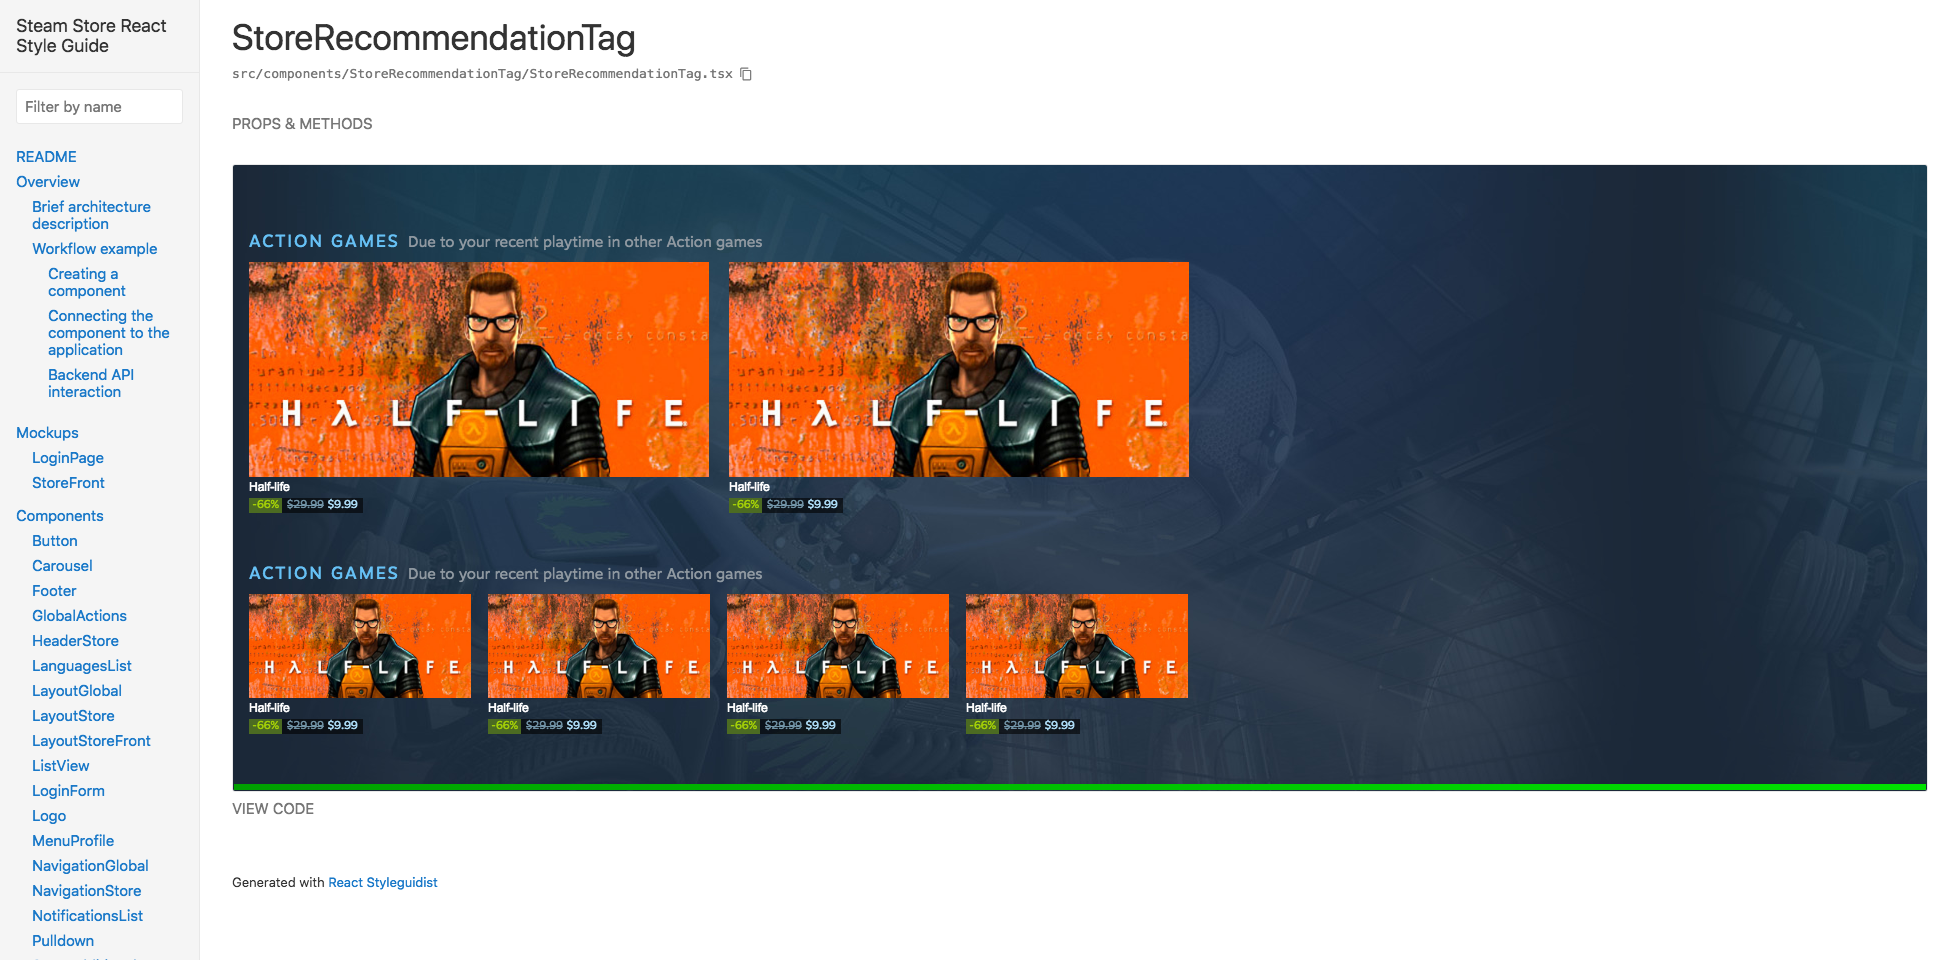 Steam Store React
Style Guide
Filter by name
README
Overview
Brief architecture
description
Workflow example
Creating a
component
Connecting the
component to the
application
Backend API
interaction
Mockups
LoginPage
StoreFront
Components
Button
Carousel
Footer
GlobalActions
HeaderStore
LanguagesList
LayoutGlobal
LayoutStore
LayoutStoreFront
ListView
LoginForm
Logo
MenuProfile
NavigationGlobal
NavigationStore
NotificationsList
Pulldown
StoreRecommendationTag
src/components/StoreRecommendationTag/StoreRecommendationTag.tsx
PROPS & METHODS
ACTION GAMES Due to your recent playtime in other Action games
HλLF-LIFE HλLF-LIFE
Half-life Half-life
-66% $29.99 $9.99 -66% $29.99 $9.99
ACTION GAMES Due to your recent playtime in other Action games
HλLF-LIFE HλLF-LIFE HλLF-LIFE HλLF-LIFE
Half-life Half-life Half-life Half-life
-66% $29.99 $9.99 -66% $29.99 $9.99 -66% $29.99 $9.99 -66% $29.99 $9.99
VIEW CODE
Generated with React Styleguidist